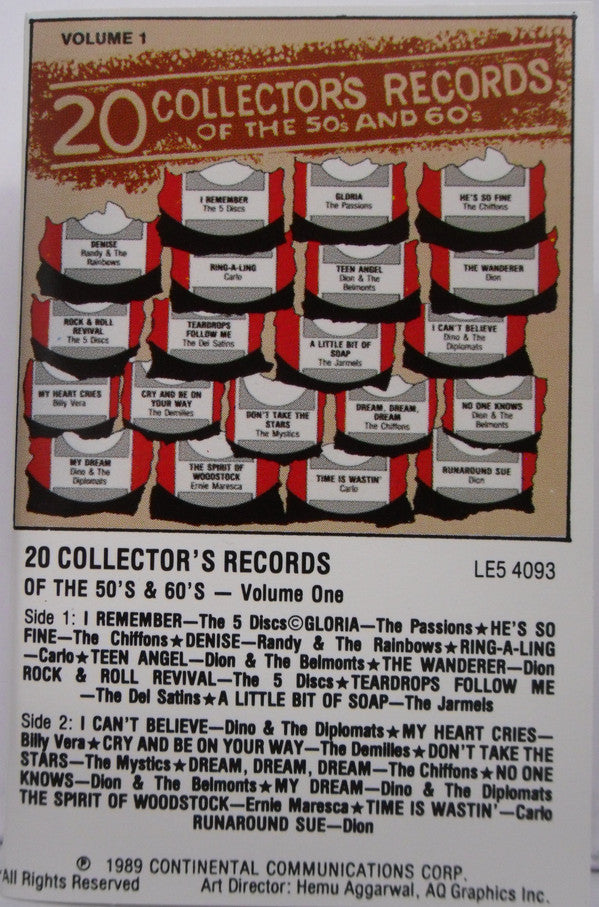 VOLUME 1
20 COLLECTOR'S RECORDS
OF THE 50's AND 60's
I REMEMBER
The 5 Discs
GLORIA
The Passions
HE'S SO FINE
The Chiffons
DENISE
Randy & The
Rainbows
RING-A-LING
Carlo
TEEN ANGEL
Dion & The
Belmonts
THE WANDERER
Dion
ROCK & ROLL
REVIVAL
The 5 Discs
TEARDROPS
FOLLOW ME
The Del Satins
A LITTLE BIT OF
SOAP
The Jarmels
I CAN'T BELIEVE
Dino & The
Diplomats
MY HEART CRIES
Billy Vera
CRY AND BE ON
YOUR WAY
The Demilles
DON'T TAKE THE
STARS
The Mystics
DREAM, DREAM,
DREAM
The Chiffons
NO ONE KNOWS
Dion & The
Belmonts
MY DREAM
Dino & The
Diplomats
THE SPIRIT OF
WOODSTOCK
Ernie Maresca
TIME IS WASTIN'
Carlo
RUNAROUND SUE
Dion
20 COLLECTOR'S RECORDS
OF THE 50'S & 60'S — Volume One
LE5 4093
Side 1: I REMEMBER—The 5 Discs©GLORIA—The Passions★HE'S SO
FINE—The Chiffons★DENISE—Randy & The Rainbows★RING-A-LING
—Carlo★TEEN ANGEL—Dion & The Belmonts★THE WANDERER—Dion
ROCK & ROLL REVIVAL—The 5 Discs★TEARDROPS FOLLOW ME
—The Del Satins★A LITTLE BIT OF SOAP—The Jarmels
Side 2: I CAN'T BELIEVE—Dino & The Diplomats★MY HEART CRIES—
Billy Vera★CRY AND BE ON YOUR WAY—The Demilles★DON'T TAKE THE
STARS—The Mystics★DREAM, DREAM, DREAM—The Chiffons★NO ONE
KNOWS—Dion & The Belmonts★MY DREAM—Dino & The Diplomats
THE SPIRIT OF WOODSTOCK—Ernie Maresca★TIME IS WASTIN'—Carlo
RUNAROUND SUE—Dion
℗ 1989 CONTINENTAL COMMUNICATIONS CORP.
All Rights Reserved
Art Director: Hemu Aggarwal, AQ Graphics Inc.